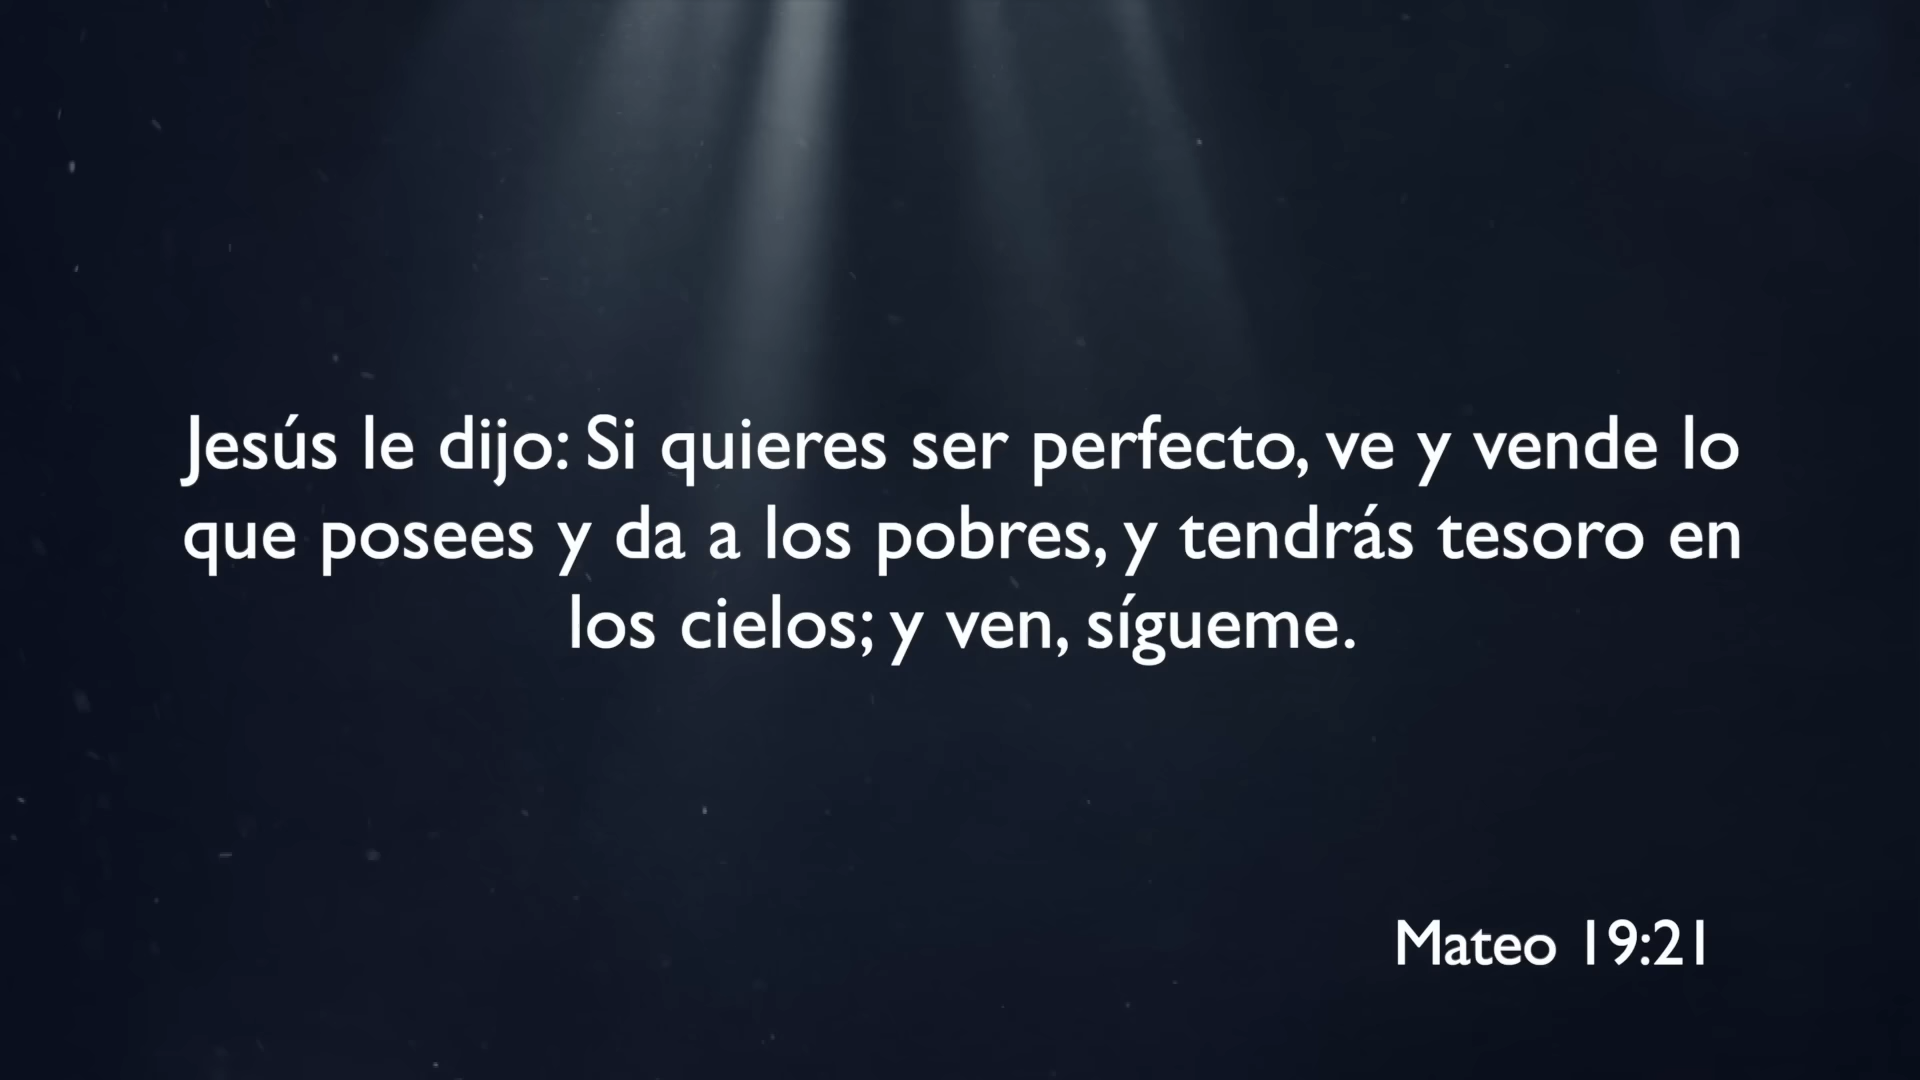 Jesús le dijo: Si quieres ser perfecto, ve y vende lo
que posees y da a los pobres, y tendrás tesoro en
los cielos; y ven, sígueme.
Mateo 19:21